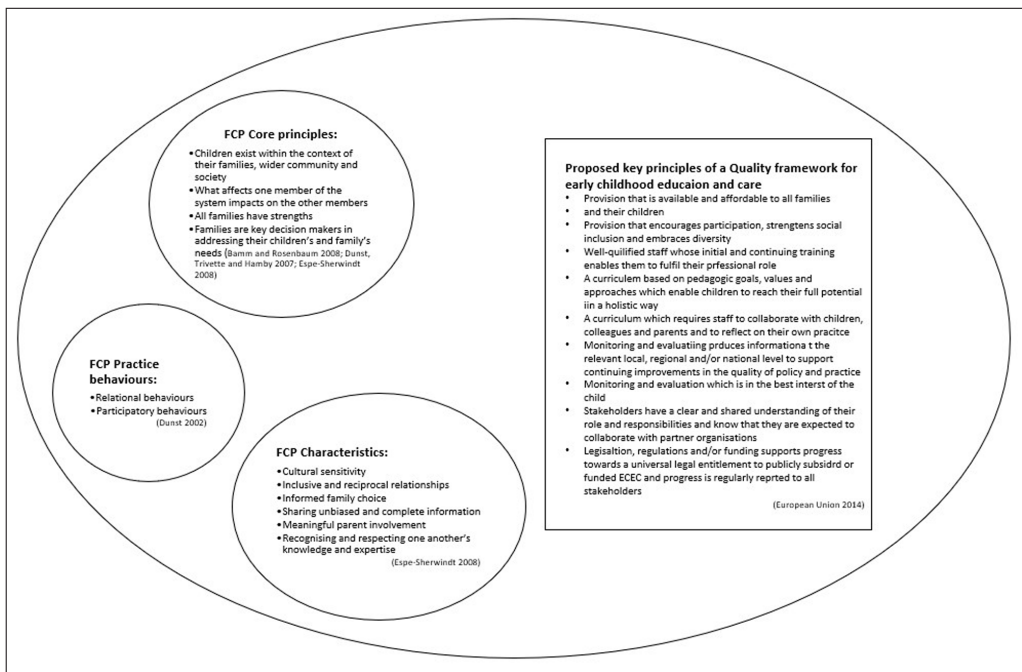 FCP Core principles:
•Children exist within the context of
their families, wider community and
society
•What affects one member of the
system impacts on the other members
•All families have strengths
•Families are key decision makers in
addressing their children's and family's
needs (Bamm and Rosenbaum 2008; Dunst,
Trivette and Hamby 2007; Espe-Sherwindt
2008)
FCP Practice
behaviours:
•Relational behaviours
•Participatory behaviours
(Dunst 2002)
FCP Characteristics:
•Cultural sensitivity
•Inclusive and reciprocal relationships
•Informed family choice
•Sharing unbiased and complete information
•Meaningful parent involvement
•Recognising and respecting one another's
knowledge and expertise
(Espe-Sherwindt 2008)
Proposed key principles of a Quality framework for
early childhood educaion and care
• Provision that is available and affordable to all families
• and their children
• Provision that encourages participation, strengthens social
inclusion and embraces diversity
• Well-quilified staff whose initial and continuing training
enables them to fulfil their prfessional role
• A curriculem based on pedagogic goals, values and
approaches which enable children to reach their full potential
iin a holistic way
• A curriculum which requires staff to collaborate with children,
colleagues and parents and to reflect on their own pracitce
• Monitoring and evaluatiing prduces informationa t the
relevant local, regional and/or national level to support
continuing improvements in the quality of policy and practice
• Monitoring and evaluation which is in the best interst of the
child
• Stakeholders have a clear and shared understanding of their
role and responsibilities and know that they are expected to
collaborate with partner organisations
• Legisaltion, regulations and/or funding supports progress
towards a universal legal entitlement to publicly subsidrd or
funded ECEC and progress is regularly reprted to all
stakeholders
(European Union 2014)